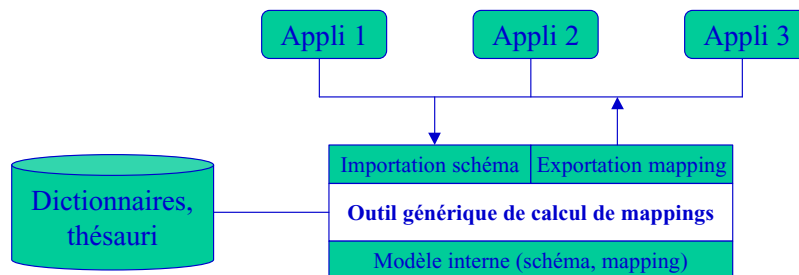 Appli 1
Appli 2
Appli 3
Importation schéma
Exportation mapping
Dictionnaires,
thésauri
Outil générique de calcul de mappings
Modèle interne (schéma, mapping)